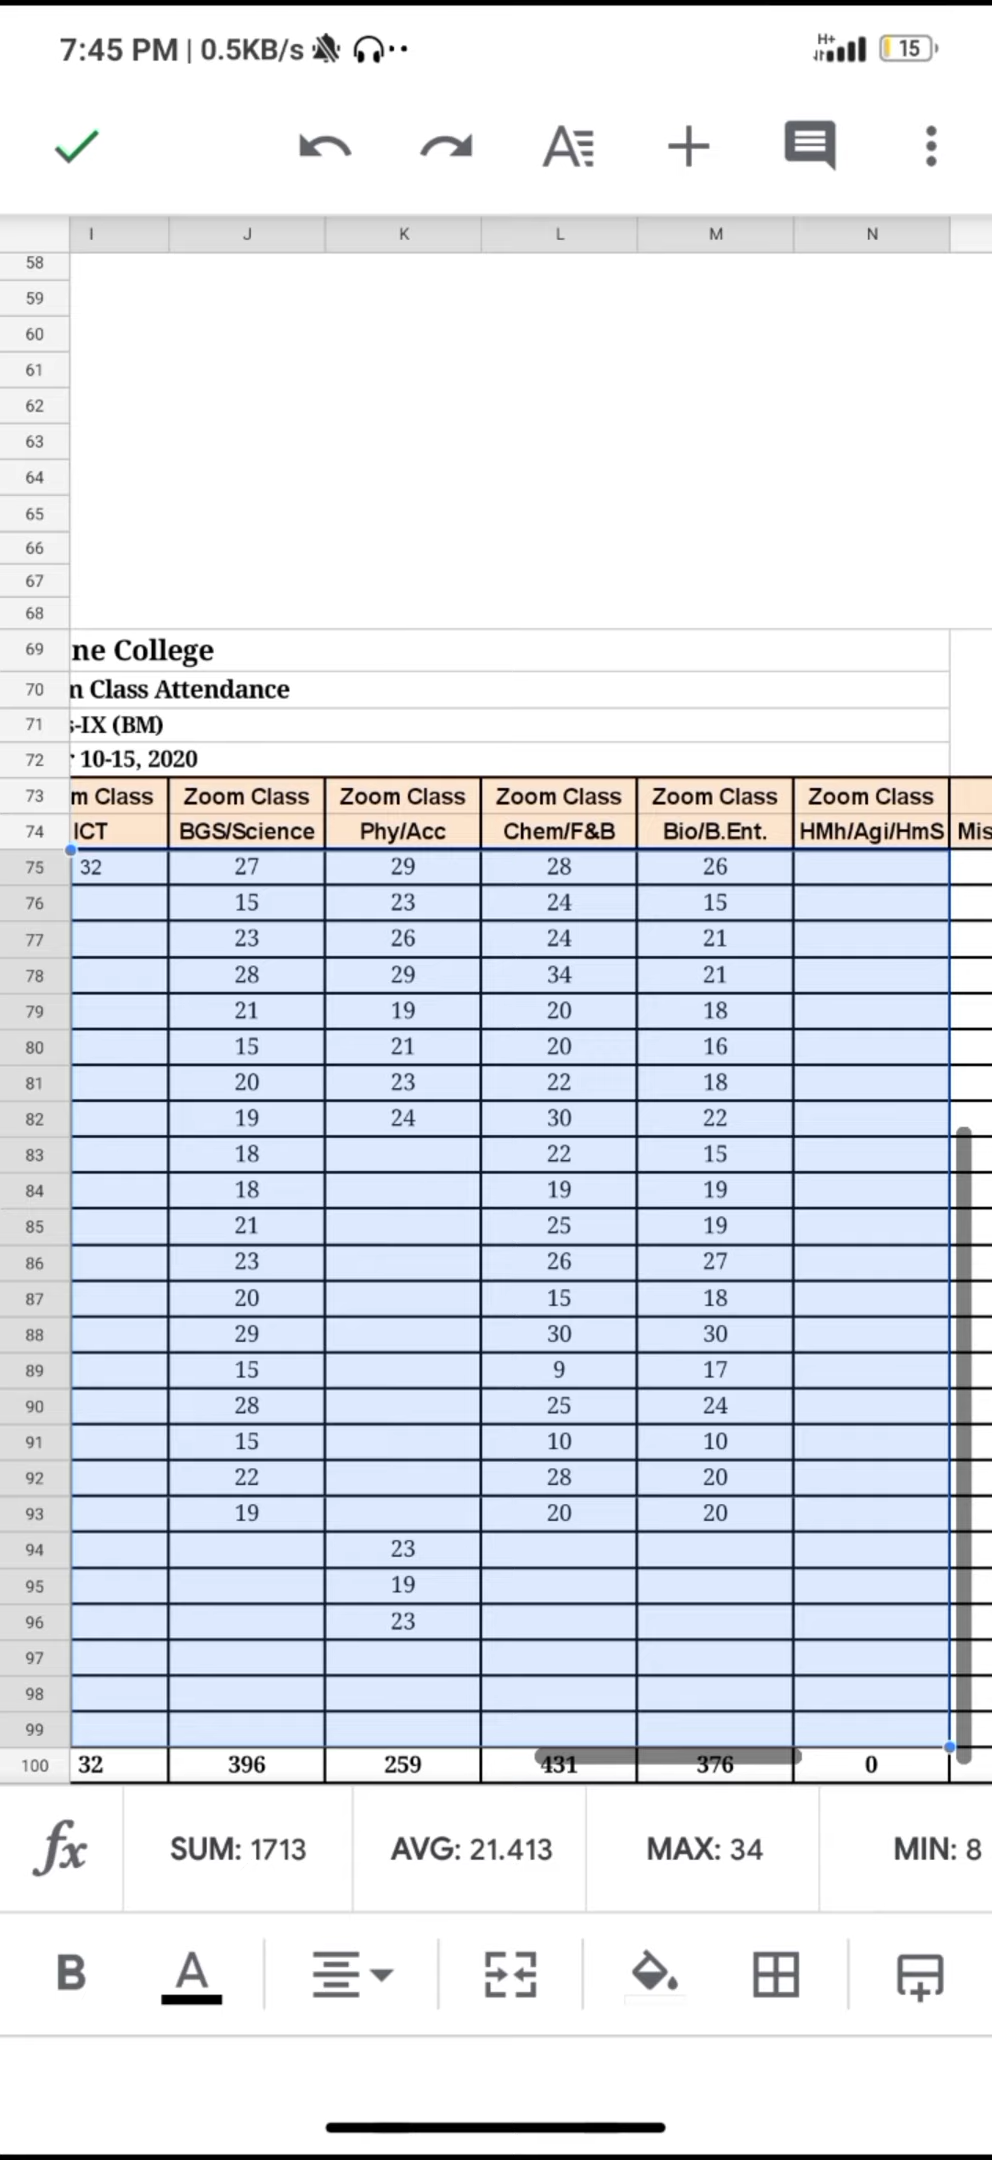 7:45 PM | 0.5KB/s H+ 15
I J K L M N
58
59
60
61
62
63
64
65
66
67
68
69 ne College
70 Class Attendance
71 -IX (BM)
72 10-15, 2020
73 m Class Zoom Class Zoom Class Zoom Class Zoom Class Zoom Class
74 ICT BGS/Science Phy/Acc Chem/F&B Bio/B.Ent. HMh/Agi/HmS Mis
75 32 27 29 28 26
76 15 23 24 15
77 23 26 24 21
78 28 29 34 21
79 21 19 20 18
80 15 21 20 16
81 20 23 22 18
82 19 24 30 22
83 18 22 15
84 18 19 19
85 21 25 19
86 23 26 27
87 20 15 18
88 29 30 30
89 15 9 17
90 28 25 24
91 15 10 10
92 22 28 20
93 19 20 20
94 23
95 19
96 23
97
98
99
100 32 396 259 431 376 0
fx SUM: 1713 AVG: 21.413 MAX: 34 MIN: 8
B A